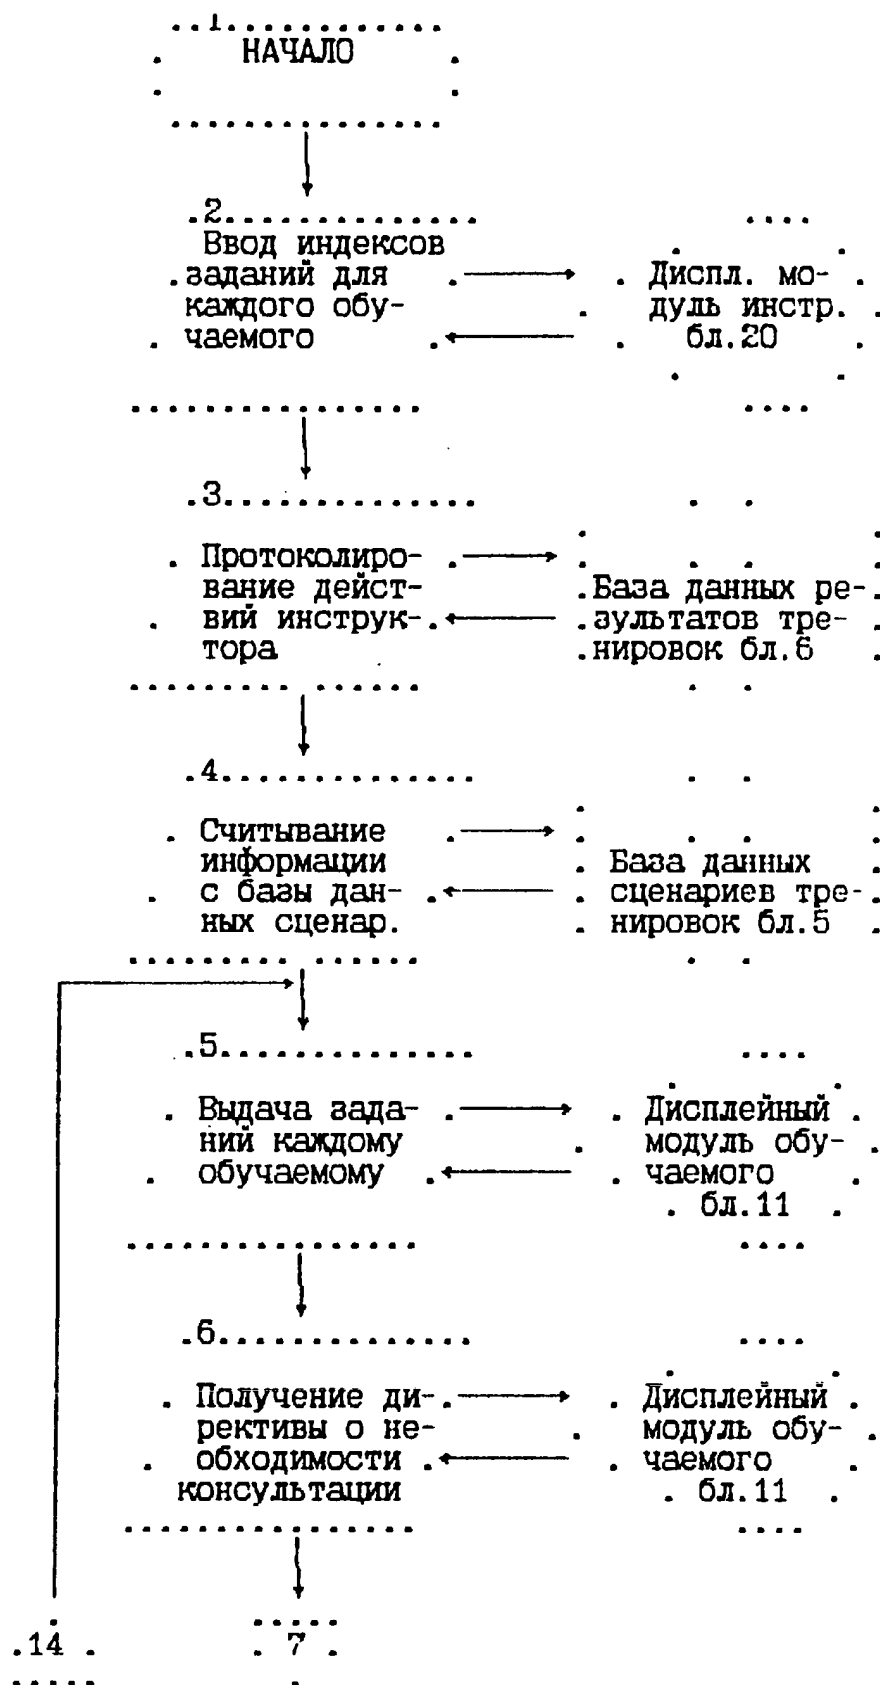 1
НАЧАЛО
2
Ввод индексов
заданий для
каждого обу-
чаемого
Диспл. мо-
дуль инстр.
бл.20
3
Протоколиро-
вание дейст-
вий инструк-
тора
База данных ре-
зультатов тре-
нировок бл.6
4
Считывание
информации
с базы дан-
ных сценар.
База данных
сценариев тре-
нировок бл.5
5
Выдача зада-
ний каждому
обучаемому
Дисплейный
модуль обу-
чаемого
бл.11
6
Получение ди-
рективы о не-
обходимости
консультации
Дисплейный
модуль обу-
чаемого
бл.11
14
7